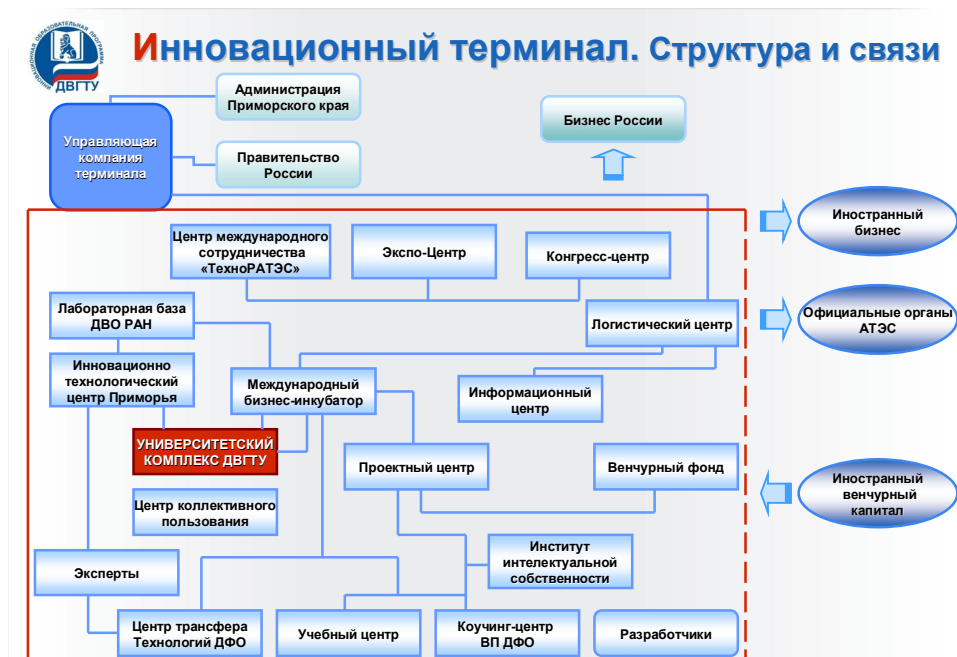 ИННОВАЦИОННАЯ ОБРАЗОВАТЕЛЬНАЯ ПРОГРАММА
ДВГТУ
Инновационный терминал. Структура и связи
Администрация
Приморского края
Бизнес России
Управляющая
компания
терминала
Правительство
России
Иностранный
бизнес
Центр международного
сотрудничества
«ТехноРАТЭС»
Экспо-Центр
Конгресс-центр
Лабораторная база
ДВО РАН
Логистический центр
Официальные органы
АТЭС
Инновационно
технологический
центр Приморья
Международный
бизнес-инкубатор
Информационный
центр
УНИВЕРСИТЕТСКИЙ
КОМПЛЕКС ДВГТУ
Проектный центр
Венчурный фонд
Иностранный
венчурный
капитал
Центр коллективного
пользования
Институт
интелектуальной
собственности
Эксперты
Центр трансфера
Технологий ДФО
Учебный центр
Коучинг-центр
ВП ДФО
Разработчики